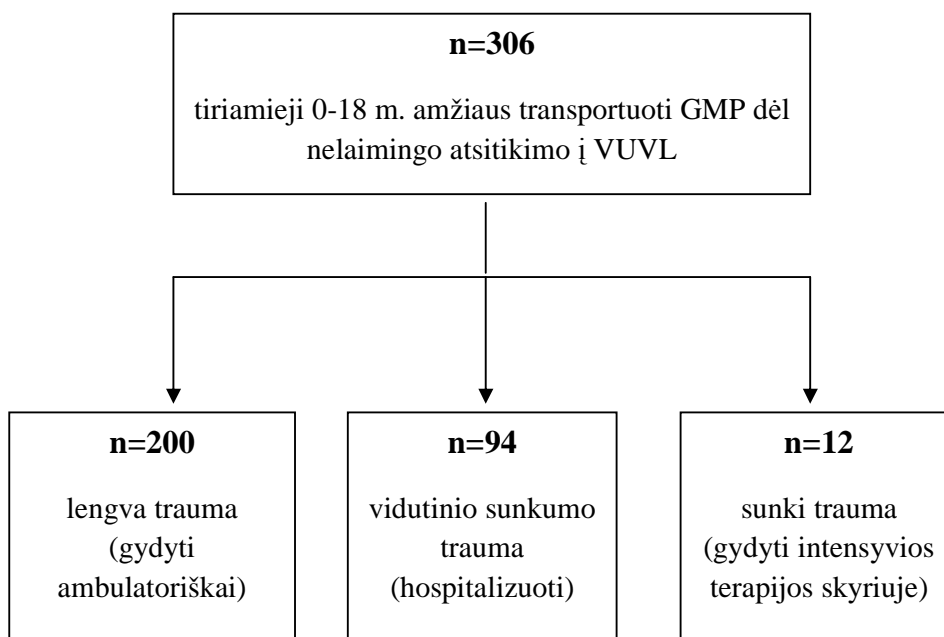 n=306
tiriamieji 0-18 m. amžiaus transportuoti GMP dėl
nelaimingo atsitikimo į VUVL
n=200
lengva trauma
(gydyti
ambulatoriškai)
n=94
vidutinio sunkumo
trauma
(hospitalizuoti)
n=12
sunki trauma
(gydyti intensyvios
terapijos skyriuje)